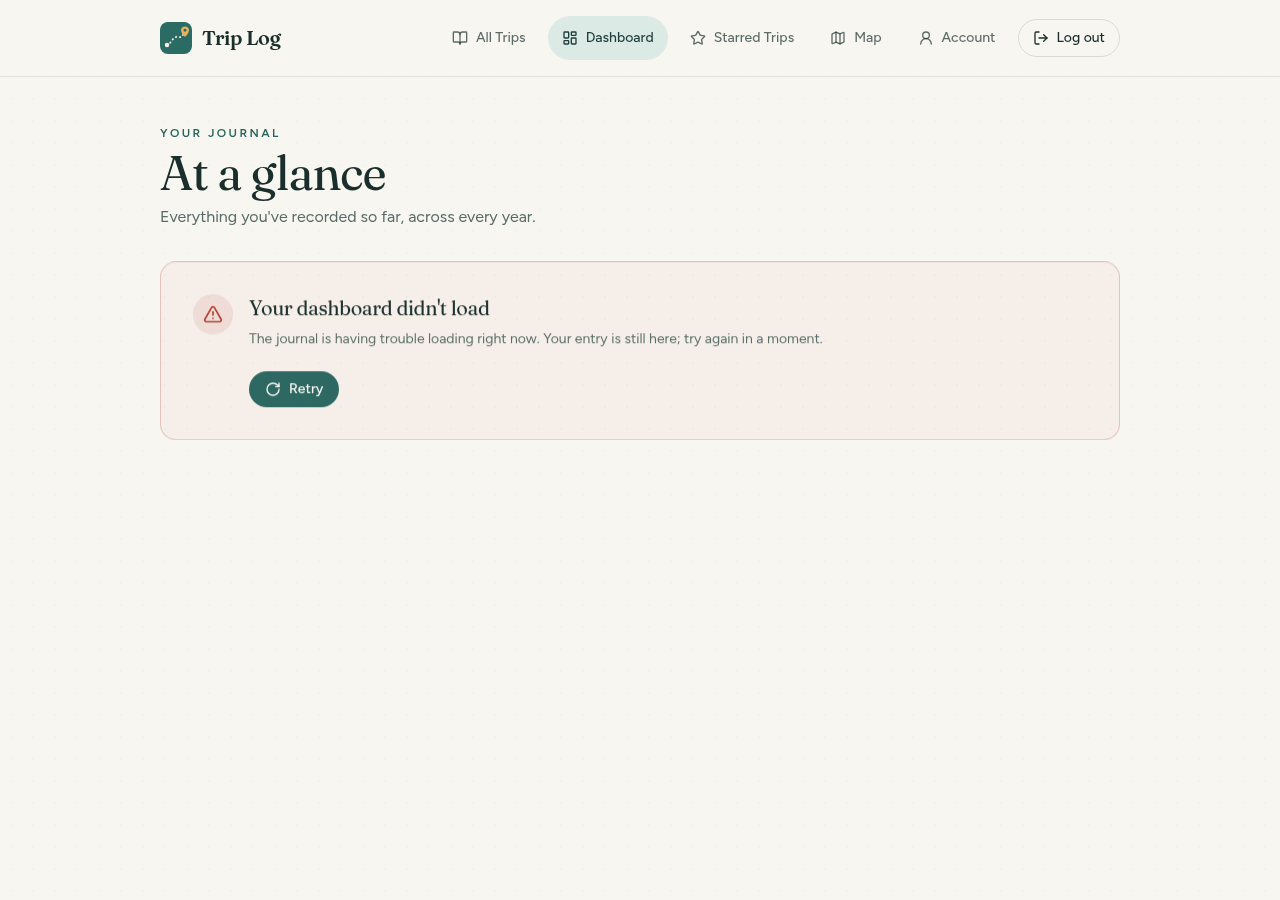 Trip Log
All Trips
Dashboard
Starred Trips
Map
Account
Log out
YOUR JOURNAL
At a glance
Everything you've recorded so far, across every year.
Your dashboard didn't load
The journal is having trouble loading right now. Your entry is still here; try again in a moment.
Retry